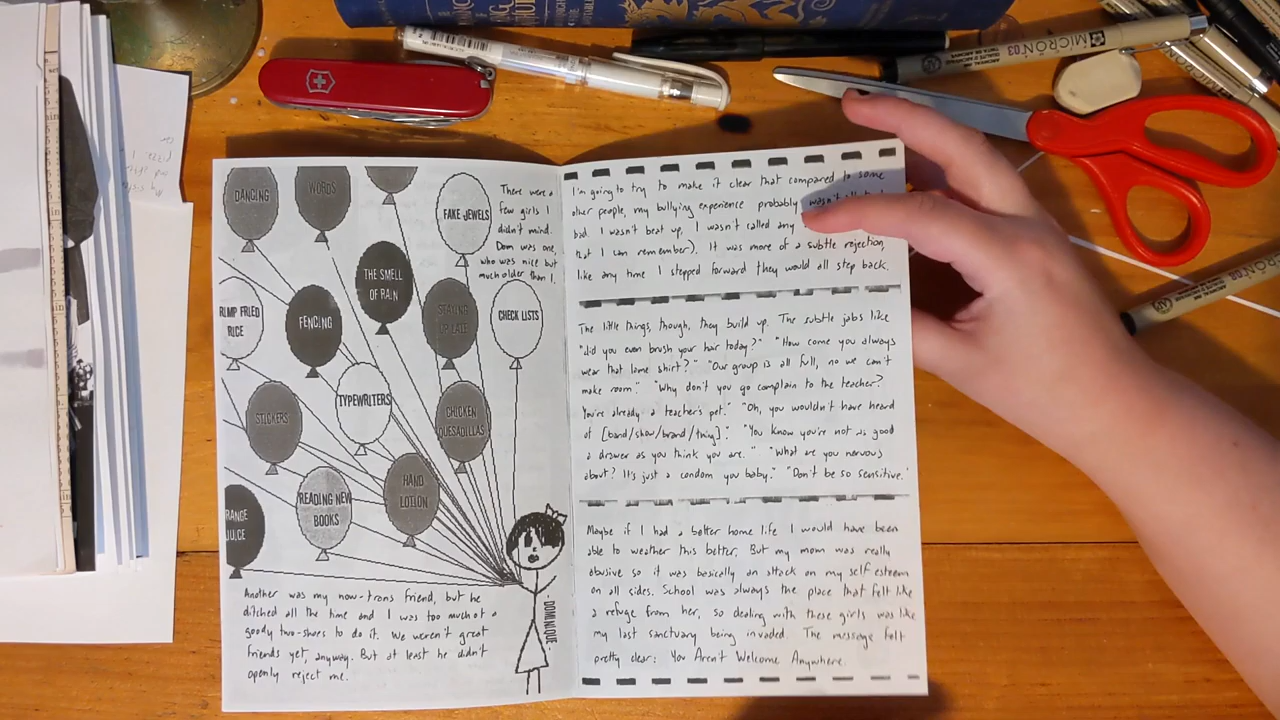 DANCING
WORDS
FAKE JEWELS
THE SMELL
OF RAIN
STAYING
UP LATE
CHECK LISTS
RIMP FRIED
RICE
FENCING
TYPEWRITERS
STICKERS
CHICKEN
QUESADILLAS
HAND
LOTION
READING NEW
BOOKS
RANGE
JUICE
DOMINIQUE.
There were a
few girls I
didn't mind.
Dom was one,
who was nice but
much older than I.
Another was my now-trans friend, but he
ditched all the time and I was too much of a
goody two-shoes to do it. We weren't great
friends yet, anyway. But at least he didn't
openly reject me.
I'm going to try to make it clear that compared to some
other people, my bullying experience probably wasn't all that
bad. I wasn't beat up. I wasn't called any
that I can remember). It was more of a subtle rejection,
like any time I stepped forward they would all step back.
The little things, though, they build up. The subtle jabs like
"did you even brush your hair today?" "How come you always
wear that lame shirt?" "Our group is all full, no we can't
make room." "Why don't you go complain to the teacher?
You're already a teacher's pet." "Oh, you wouldn't have heard
of [band/show/brand/thing]." "You know you're not as good
a drawer as you think you are." "What are you nervous
about? It's just a condom you baby." "Don't be so sensitive."
Maybe if I had a better home life I would have been
able to weather this better. But my mom was really
abusive so it was basically an attack on my self esteem
on all sides. School was always the place that felt like
a refuge from her, so dealing with these girls was like
my last sanctuary being invaded. The message felt
pretty clear: You Aren't Welcome Anywhere.
MICRON 03
MICRON